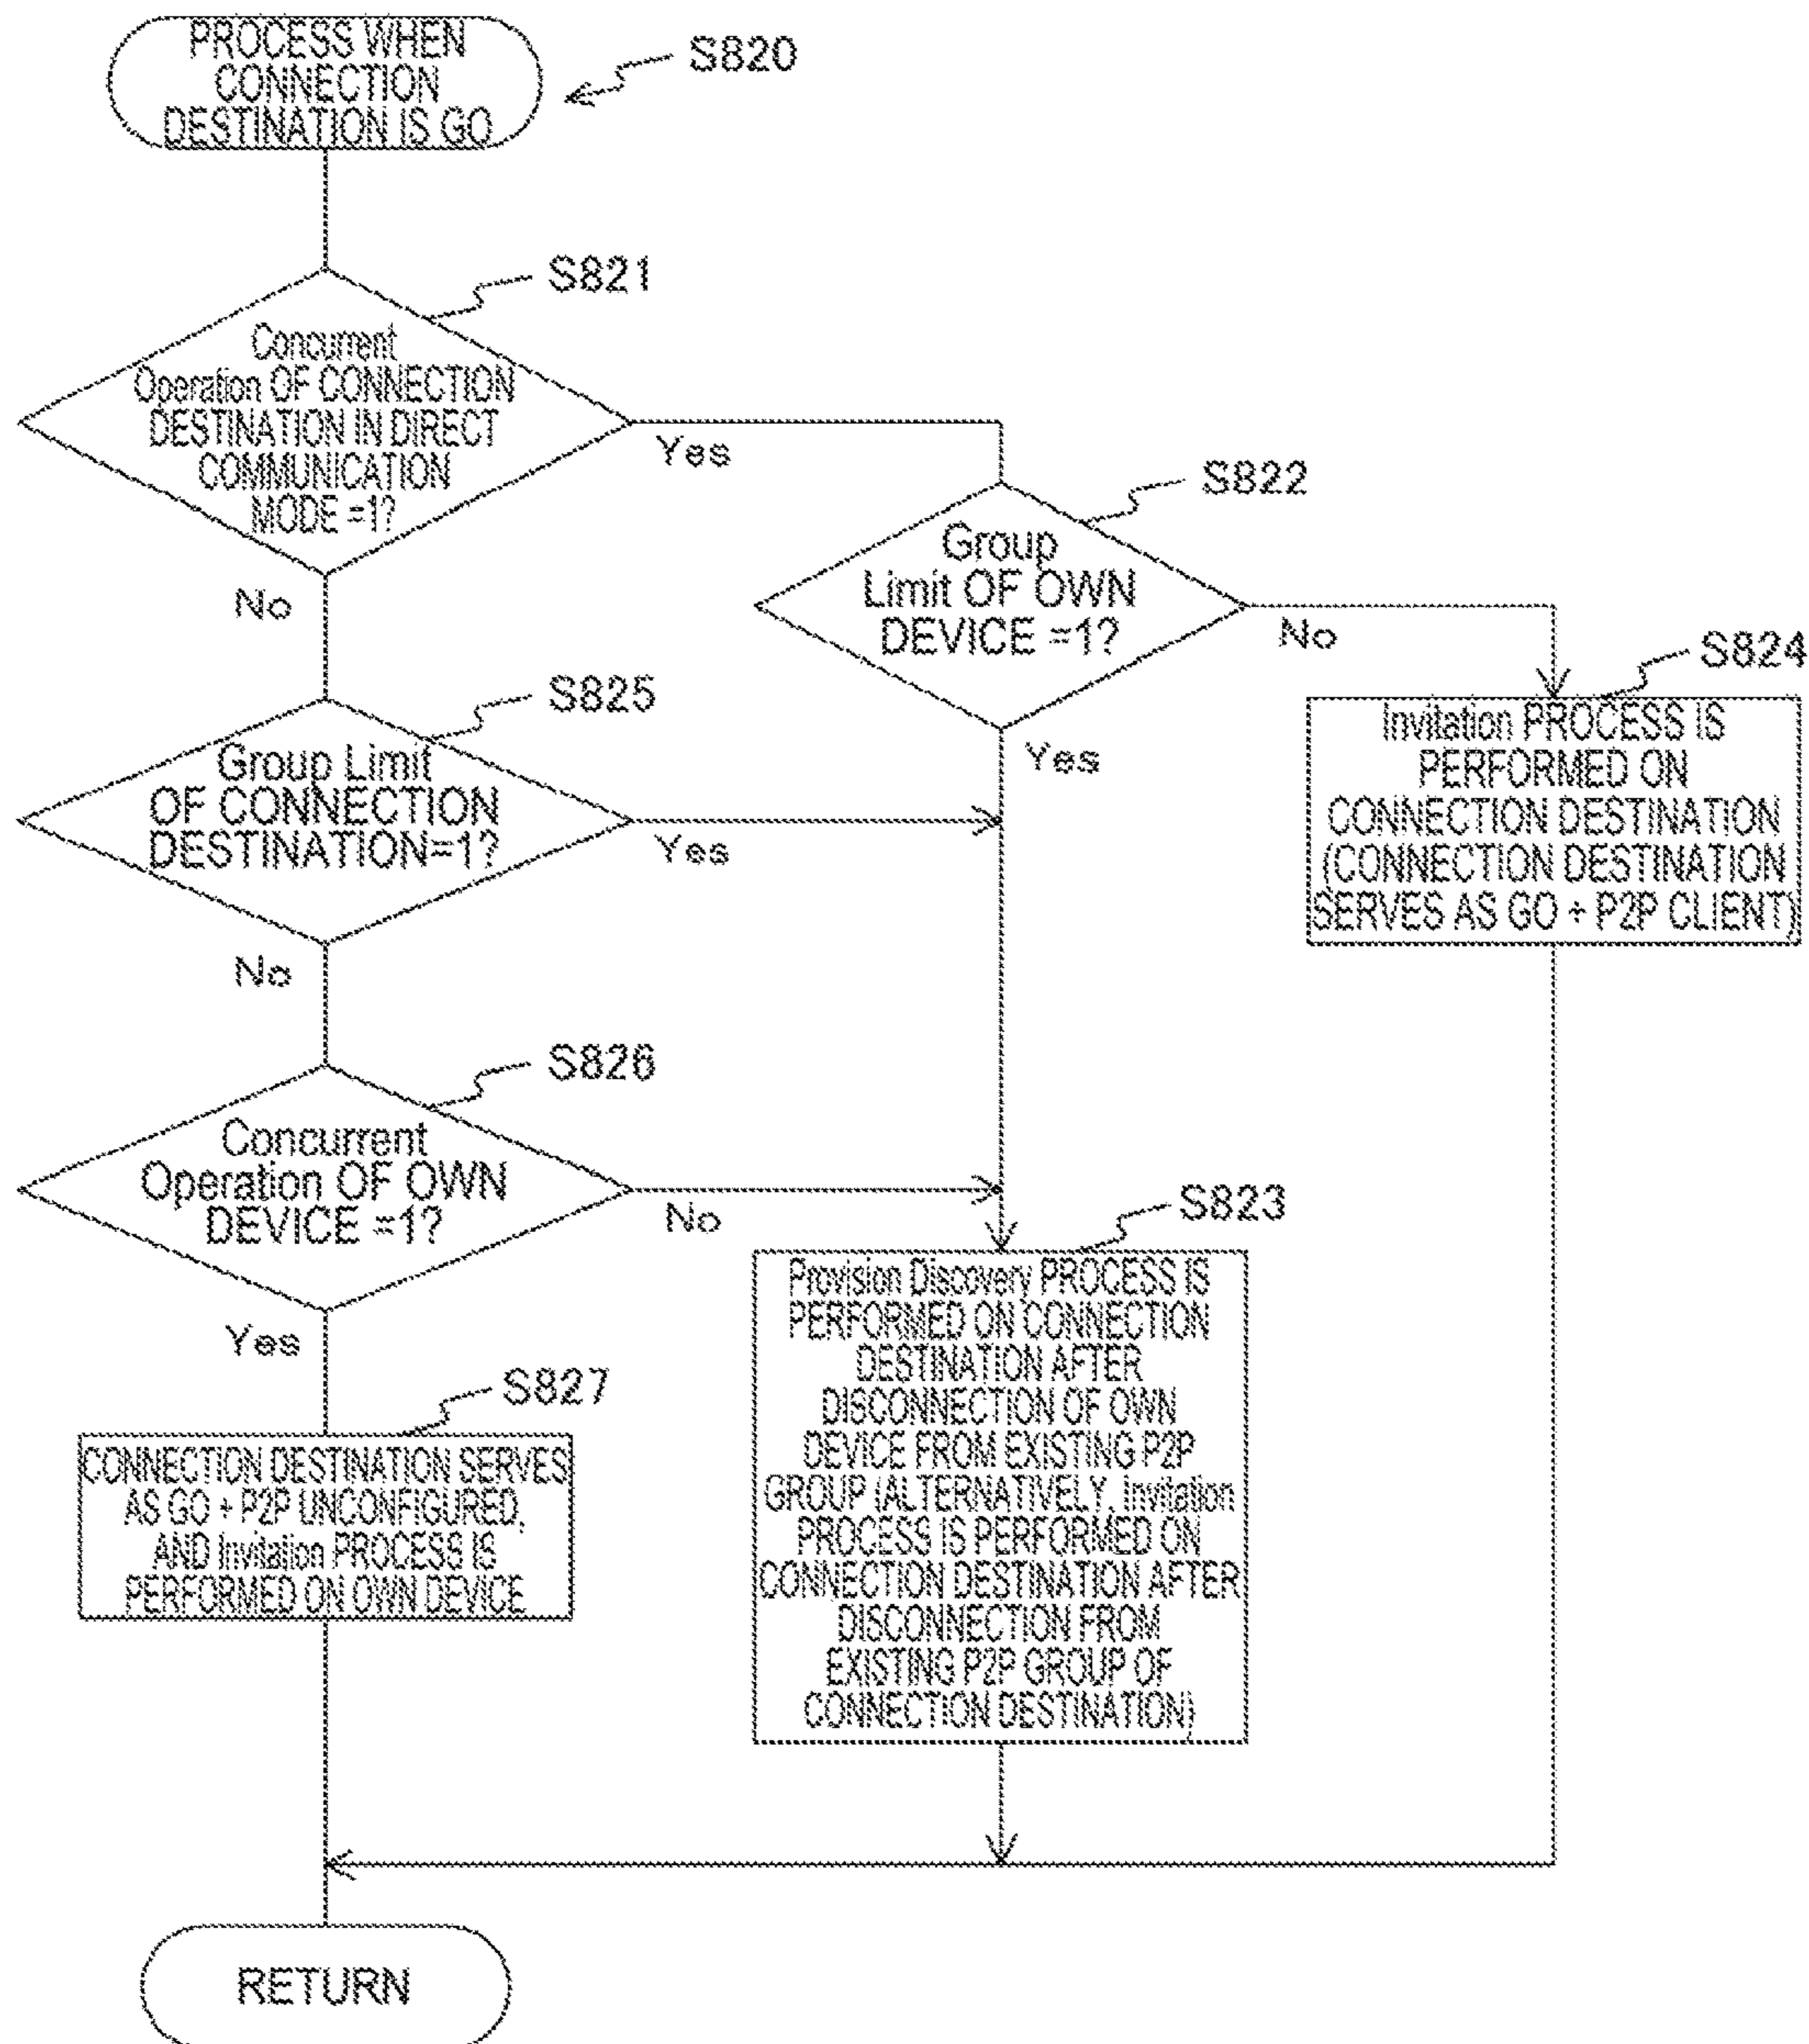 PROCESS WHEN
CONNECTION
DESTINATION IS GO
S820
S821
Concurrent
Operation OF CONNECTION
DESTINATION IN DIRECT
COMMUNICATION
MODE =1?
Yes
No
S822
Group
Limit OF OWN
DEVICE =1?
No
Yes
S824
Invitation PROCESS IS
PERFORMED ON
CONNECTION DESTINATION
(CONNECTION DESTINATION
SERVES AS GO + P2P CLIENT)
S825
Group Limit
OF CONNECTION
DESTINATION=1?
Yes
No
S826
Concurrent
Operation OF OWN
DEVICE =1?
No
Yes
S823
Provision Discovery PROCESS IS
PERFORMED ON CONNECTION
DESTINATION AFTER
DISCONNECTION OF OWN
DEVICE FROM EXISTING P2P
GROUP (ALTERNATIVELY, Invitation
PROCESS IS PERFORMED ON
CONNECTION DESTINATION AFTER
DISCONNECTION FROM
EXISTING P2P GROUP OF
CONNECTION DESTINATION)
S827
CONNECTION DESTINATION SERVES
AS GO + P2P UNCONFIGURED,
AND Invitation PROCESS IS
PERFORMED ON OWN DEVICE
RETURN